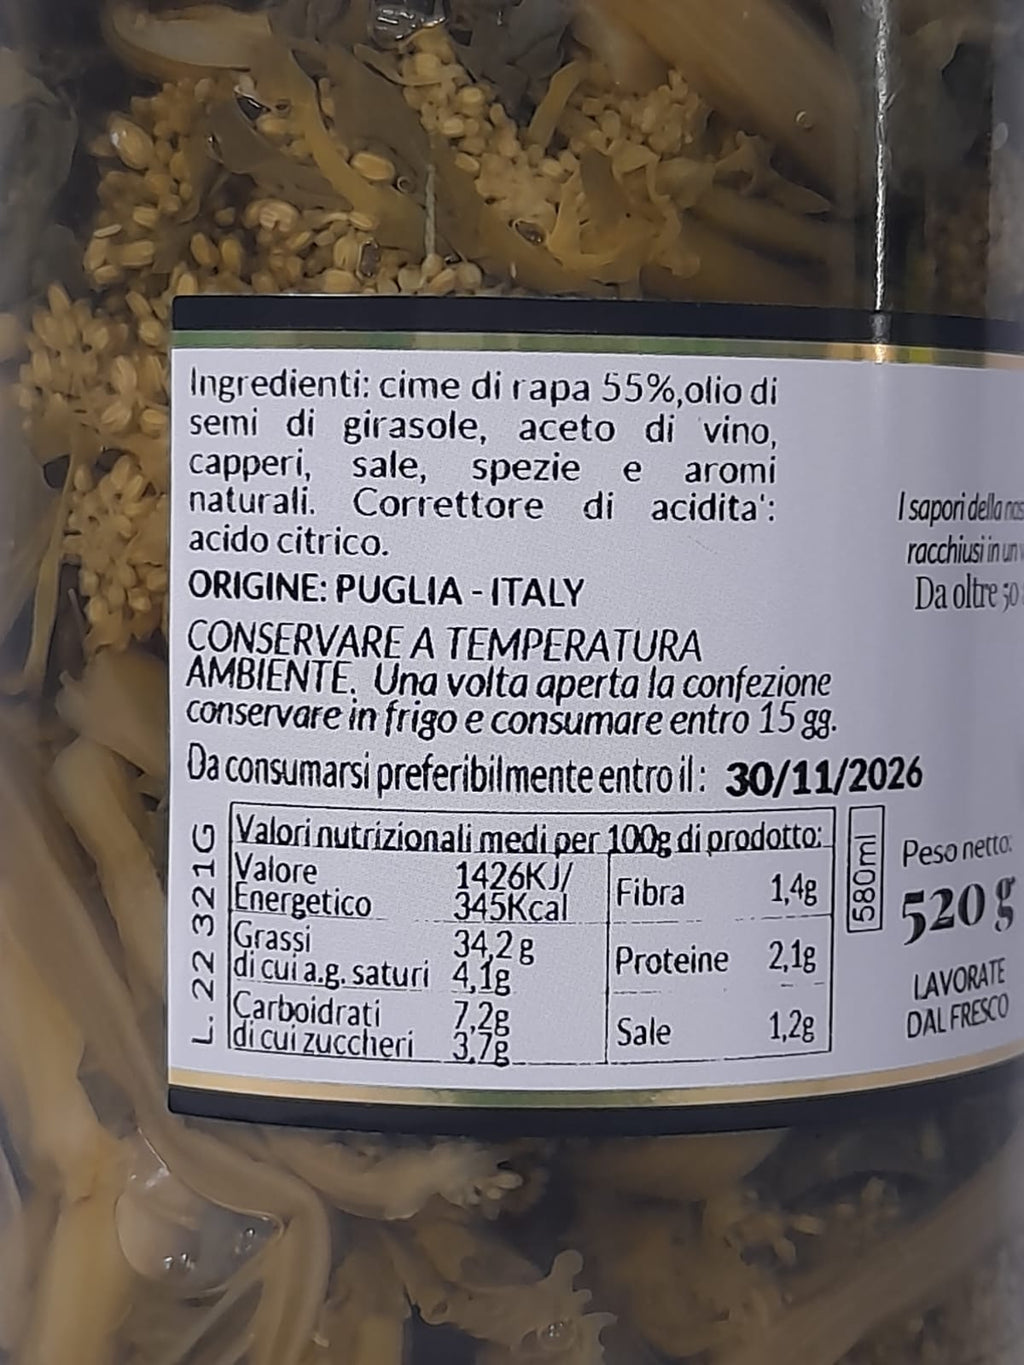 Ingredienti: cime di rapa 55%,olio di
semi di girasole, aceto di vino,
capperi, sale, spezie e aromi
naturali. Correttore di acidita':
acido citrico.
ORIGINE: PUGLIA - ITALY
CONSERVARE A TEMPERATURA
AMBIENTE. Una volta aperta la confezione
conservare in frigo e consumare entro 15 gg.
Da consumarsi preferibilmente entro il: 30/11/2026
L. 22 321G
Valori nutrizionali medi per 100g di prodotto:
Valore 1426KJ/
Energetico 345Kcal
Grassi 34,2 g
di cui a.g. saturi 4,1g
Carboidrati 7,2g
di cui zuccheri 3,7g
Fibra 1,4g
Proteine 2,1g
Sale 1,2g
580ml
Peso netto:
520 g
LAVORATE
DAL FRESCO
I sapori della
racchiusi in un
Da oltre 50